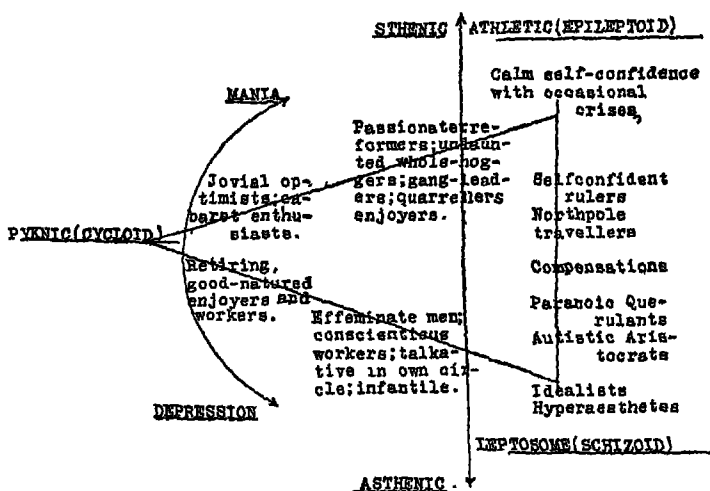 STHENIC
ATHLETIC(EPILEPTOID)
Calm self-confidence
with occasional
crises,
MANIA
Passionaterre-
formers;undaun-
ted whole-hog-
gers;gang-lead-
ers;quarrellers
enjoyers.
Jovial op-
timists;ca-
baret enthu-
siasts.
Selfconfident
rulers
Northpole
travellers
PYKNIC(CYCLOID)
Retiring,
good-natured
enjoyers and
workers.
Compensations
Paranoic Que-
rulants
Autistic Aris-
tocrats
Effeminate men;
conscientious
workers;talka-
tive in own cir-
cle;infantile.
Idealists
Hyperaesthetes
DEPRESSION
LEPTOSOME(SCHIZOID)
ASTHENIC.